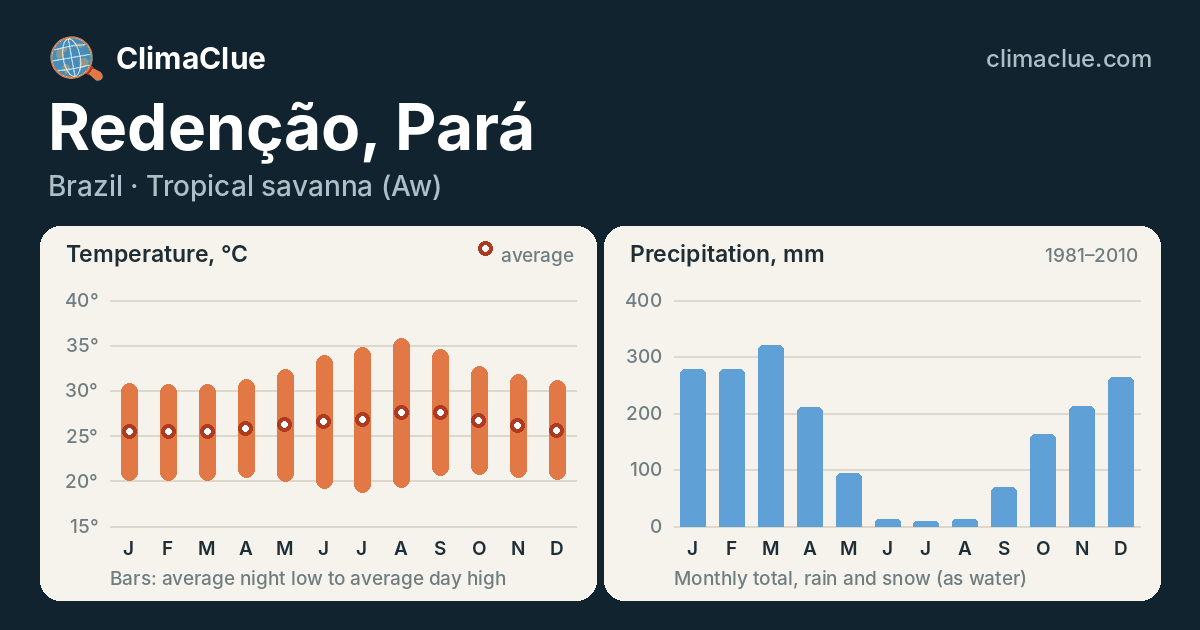 ClimaClue
climaclue.com
Redenção, Pará
Brazil · Tropical savanna (Aw)
Temperature, °C
average
40°
35°
30°
25°
20°
15°
J F M A M J J A S O N D
Bars: average night low to average day high
Precipitation, mm
1981–2010
400
300
200
100
0
J F M A M J J A S O N D
Monthly total, rain and snow (as water)